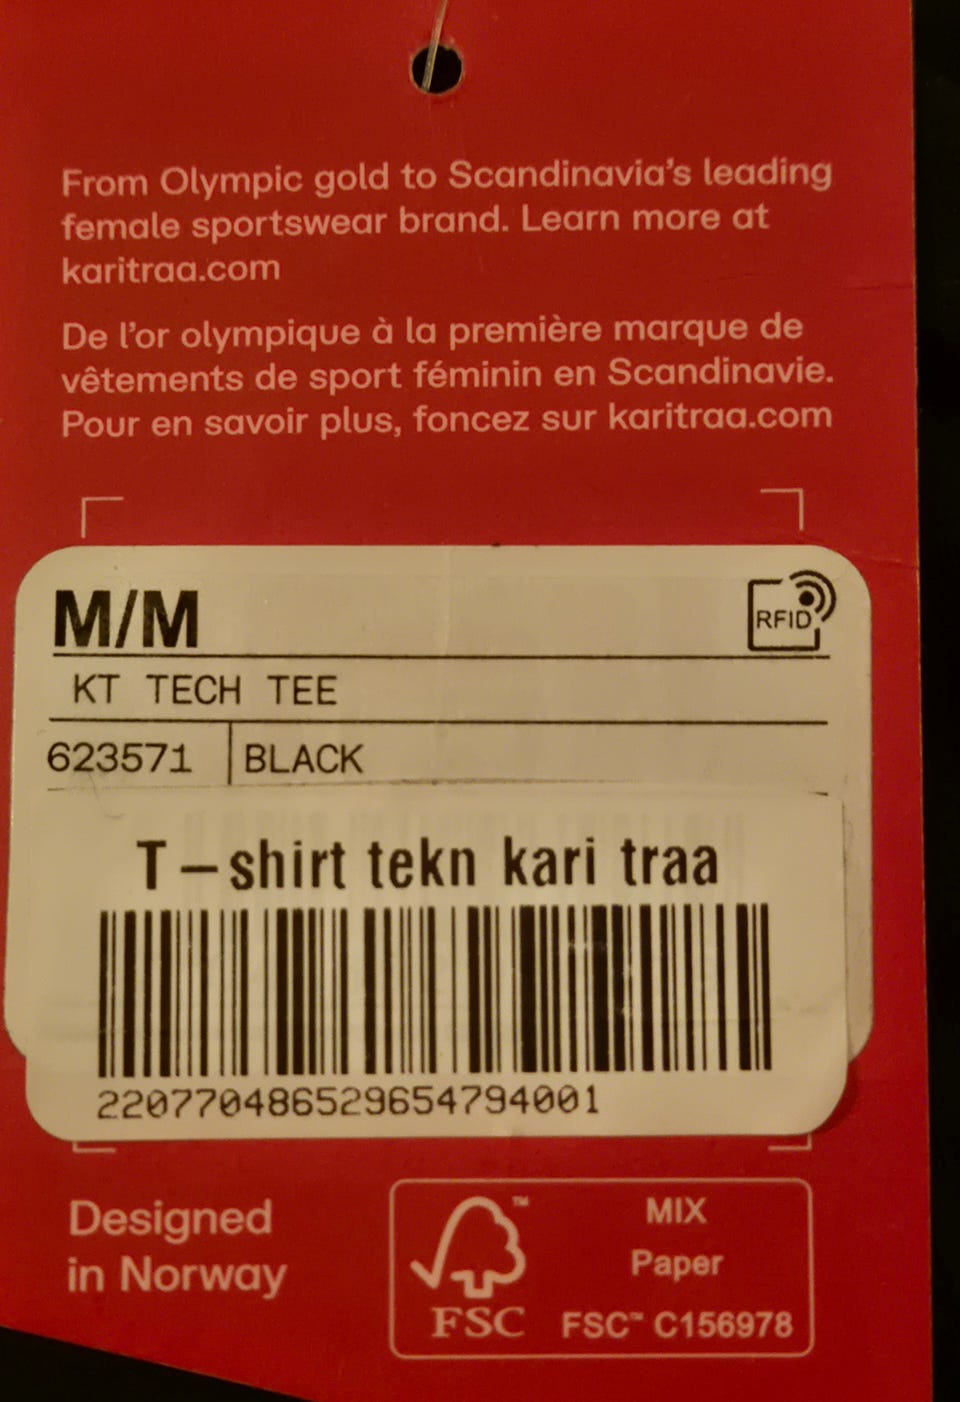 From Olympic gold to Scandinavia's leading
female sportswear brand. Learn more at
karitraa.com
De l'or olympique à la première marque de
vêtements de sport féminin en Scandinavie.
Pour en savoir plus, foncez sur karitraa.com
M/M
RFID
KT TECH TEE
623571 BLACK
T-shirt tekn kari traa
220770486529654794001
Designed
in Norway
FSC
™
MIX
Paper
FSC™ C156978